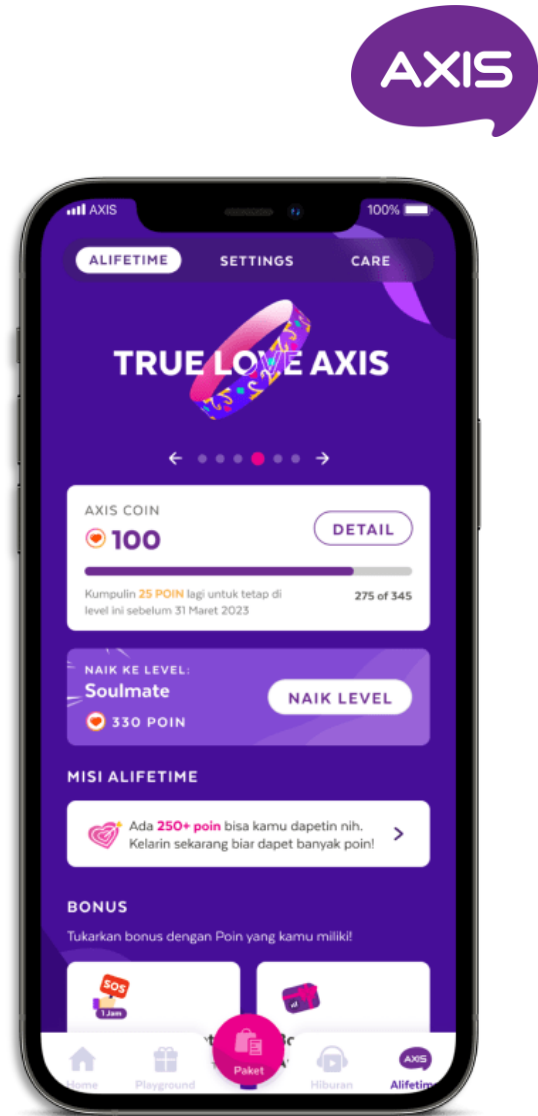 AXIS
AXIS
100%
ALIFETIME
SETTINGS
CARE
TRUE LOVE AXIS
AXIS COIN
100
DETAIL
Kumpulin 25 POIN lagi untuk tetap di
level ini sebelum 31 Maret 2023
275 of 345
NAIK KE LEVEL:
Soulmate
330 POIN
NAIK LEVEL
MISI ALIFETIME
Ada 250+ poin bisa kamu dapetin nih.
Kelarin sekarang biar dapet banyak poin!
BONUS
Tukarkan bonus dengan Poin yang kamu miliki!
SOS
1 Jam
Home
Playground
Paket
Hiburan
AXIS
Alifetime